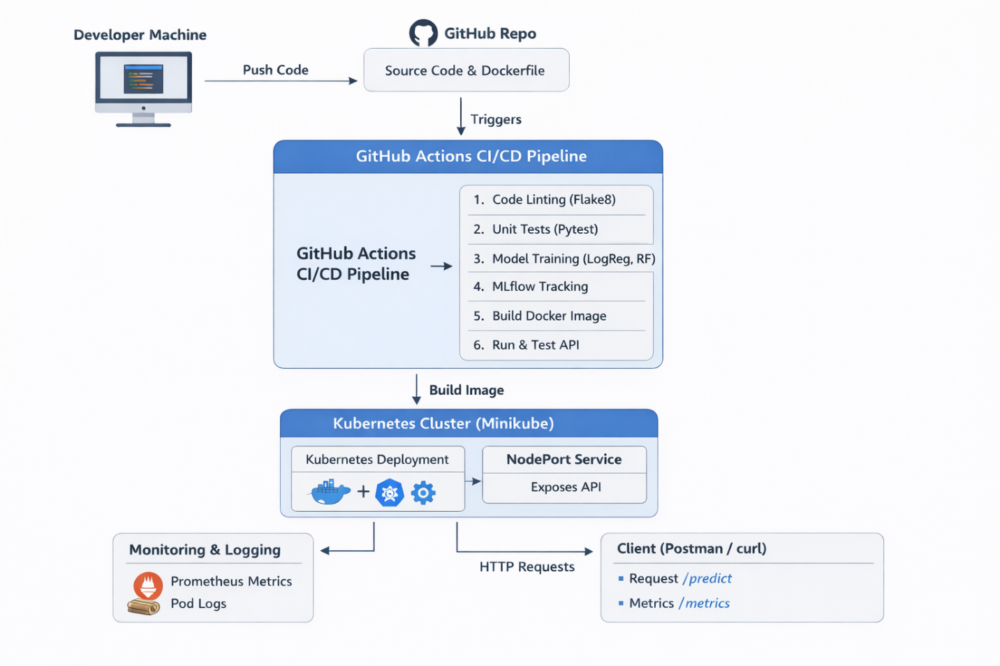 Developer Machine
GitHub Repo
Push Code
Source Code & Dockerfile
Triggers
GitHub Actions CI/CD Pipeline
GitHub Actions
CI/CD Pipeline
1. Code Linting (Flake8)
2. Unit Tests (Pytest)
3. Model Training (LogReg, RF)
4. MLflow Tracking
5. Build Docker Image
6. Run & Test API
Build Image
Kubernetes Cluster (Minikube)
Kubernetes Deployment
+
NodePort Service
Exposes API
Monitoring & Logging
Prometheus Metrics
Pod Logs
HTTP Requests
Client (Postman / curl)
▪ Request /predict
▪ Metrics /metrics